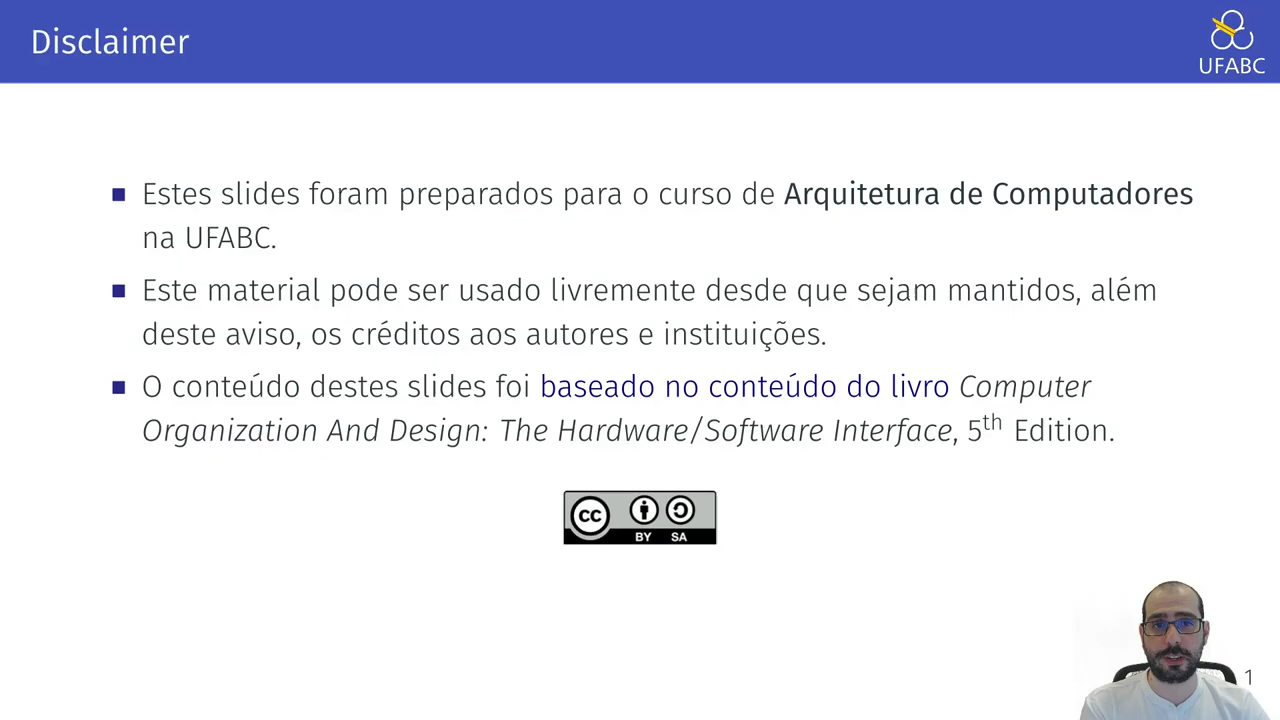 Disclaimer
UFABC
Estes slides foram preparados para o curso de Arquitetura de Computadores
na UFABC.
Este material pode ser usado livremente desde que sejam mantidos, além
deste aviso, os créditos aos autores e instituições.
O conteúdo destes slides foi baseado no conteúdo do livro Computer
Organization And Design: The Hardware/Software Interface, 5th Edition.
cc
BY SA
1